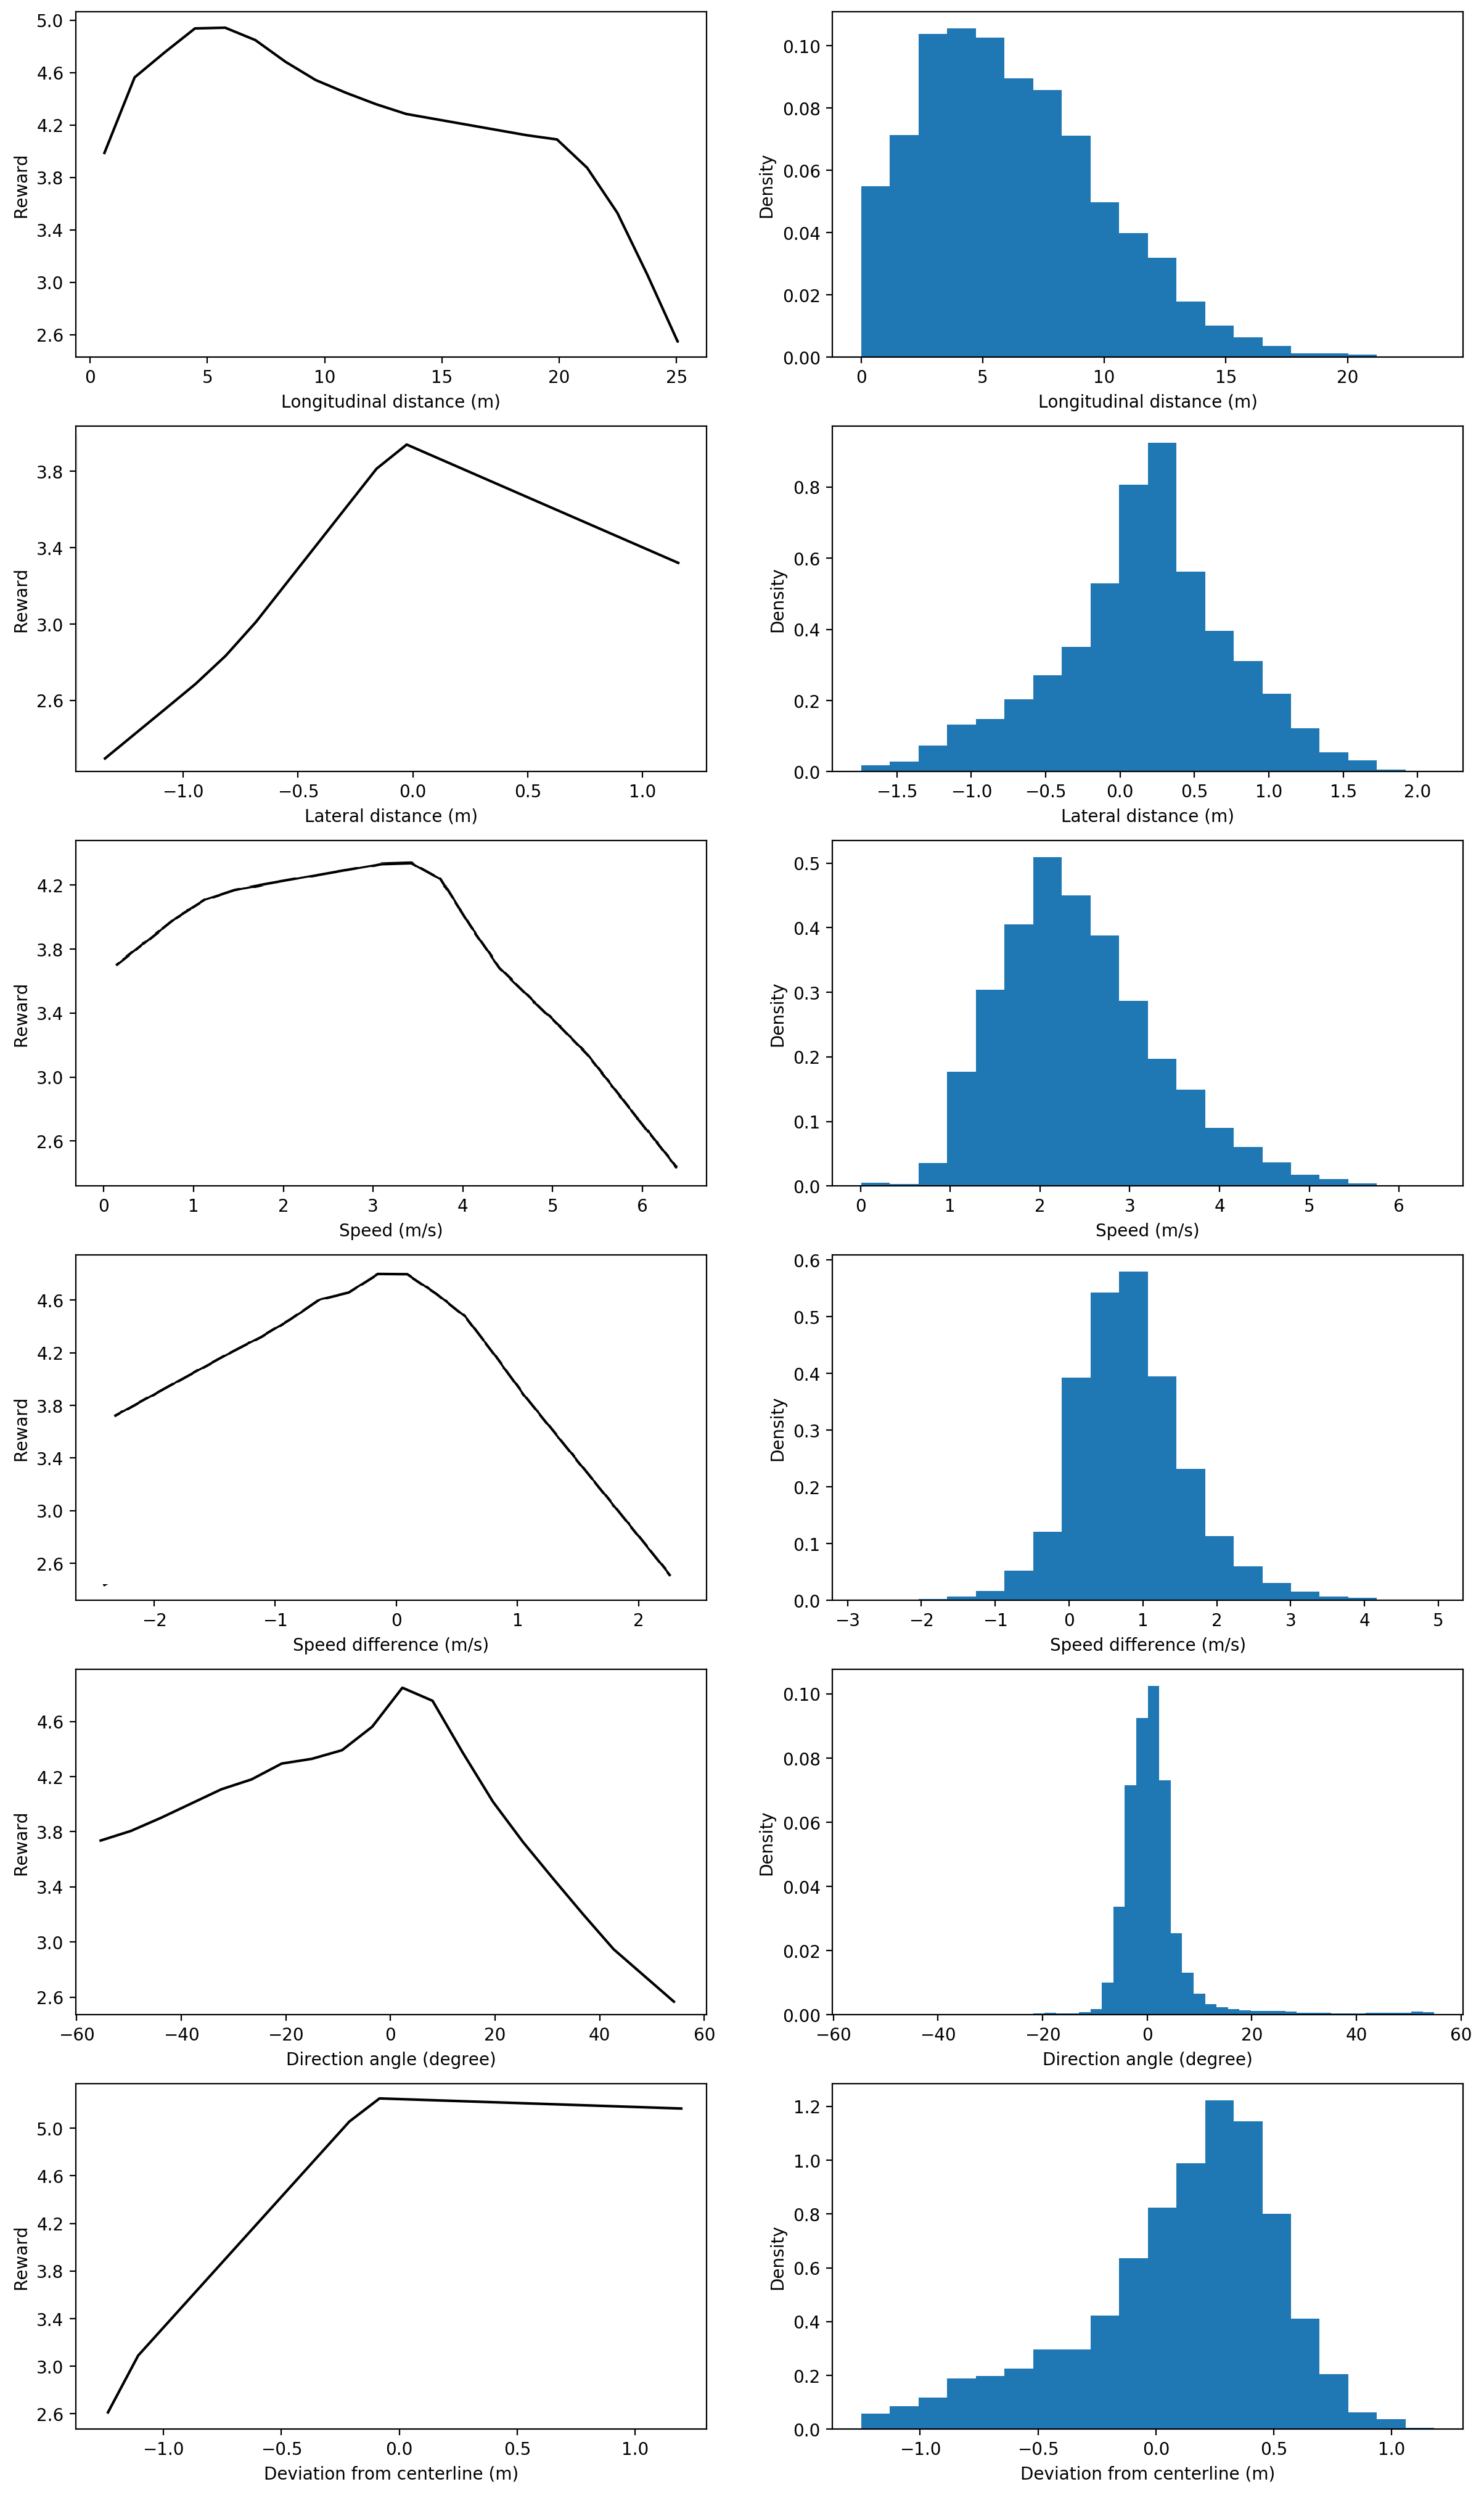 5.0
4.6
4.2
3.8
3.4
3.0
2.6
Reward
0 5 10 15 20 25
Longitudinal distance (m)
0.10
0.08
0.06
0.04
0.02
0.00
Density
0 5 10 15 20
Longitudinal distance (m)
3.8
3.4
3.0
2.6
Reward
−1.0 −0.5 0.0 0.5 1.0
Lateral distance (m)
0.8
0.6
0.4
0.2
0.0
Density
−1.5 −1.0 −0.5 0.0 0.5 1.0 1.5 2.0
Lateral distance (m)
4.2
3.8
3.4
3.0
2.6
Reward
0 1 2 3 4 5 6
Speed (m/s)
0.5
0.4
0.3
0.2
0.1
0.0
Density
0 1 2 3 4 5 6
Speed (m/s)
4.6
4.2
3.8
3.4
3.0
2.6
Reward
−2 −1 0 1 2
Speed difference (m/s)
0.6
0.5
0.4
0.3
0.2
0.1
0.0
Density
−3 −2 −1 0 1 2 3 4 5
Speed difference (m/s)
4.6
4.2
3.8
3.4
3.0
2.6
Reward
−60 −40 −20 0 20 40 60
Direction angle (degree)
0.10
0.08
0.06
0.04
0.02
0.00
Density
−60 −40 −20 0 20 40 60
Direction angle (degree)
5.0
4.6
4.2
3.8
3.4
3.0
2.6
Reward
−1.0 −0.5 0.0 0.5 1.0
Deviation from centerline (m)
1.2
1.0
0.8
0.6
0.4
0.2
0.0
Density
−1.0 −0.5 0.0 0.5 1.0
Deviation from centerline (m)